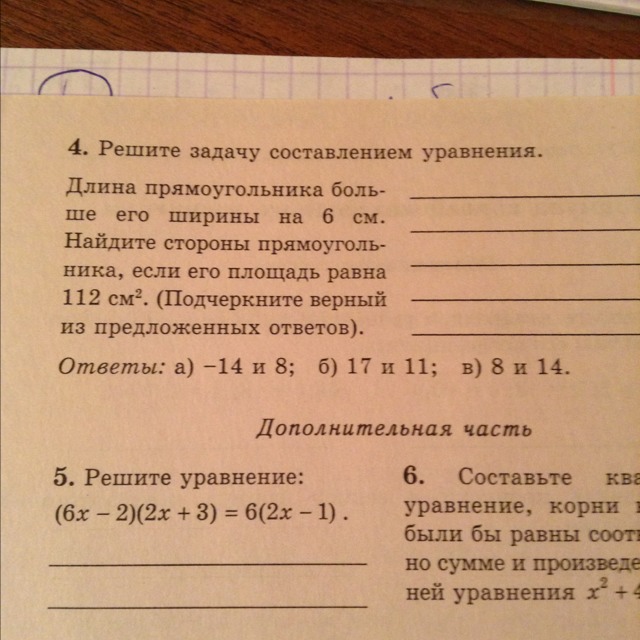 4. Решите задачу составлением уравнения.
Длина прямоугольника боль-
ше его ширины на 6 см.
Найдите стороны прямоуголь-
ника, если его площадь равна
112 см². (Подчеркните верный
из предложенных ответов).
Ответы: а) −14 и 8; б) 17 и 11; в) 8 и 14.
Дополнительная часть
5. Решите уравнение:
(6x − 2)(2x + 3) = 6(2x − 1) .
6. Составьте ква
уравнение, корни
были бы равны соот
но сумме и произведе
ней уравнения x² + 4